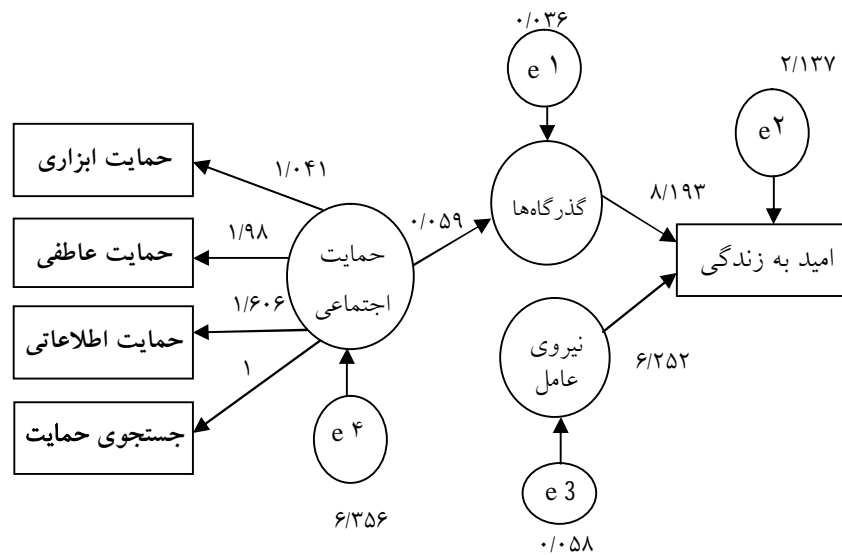 ۰/۰۳۶
e ۱
۲/۱۳۷
e۲
حمایت ابزاری
۱/۰۴۱
گذرگاه‌ها
۸/۱۹۳
۰/۰۵۹
حمایت عاطفی
۱/۹۸
حمایت
اجتماعی
امید به زندگی
حمایت اطلاعاتی
۱/۶۰۶
نیروی
عامل
۶/۲۵۲
۱
جستجوی حمایت
e ۴
۶/۳۵۶
e 3
۰/۰۵۸